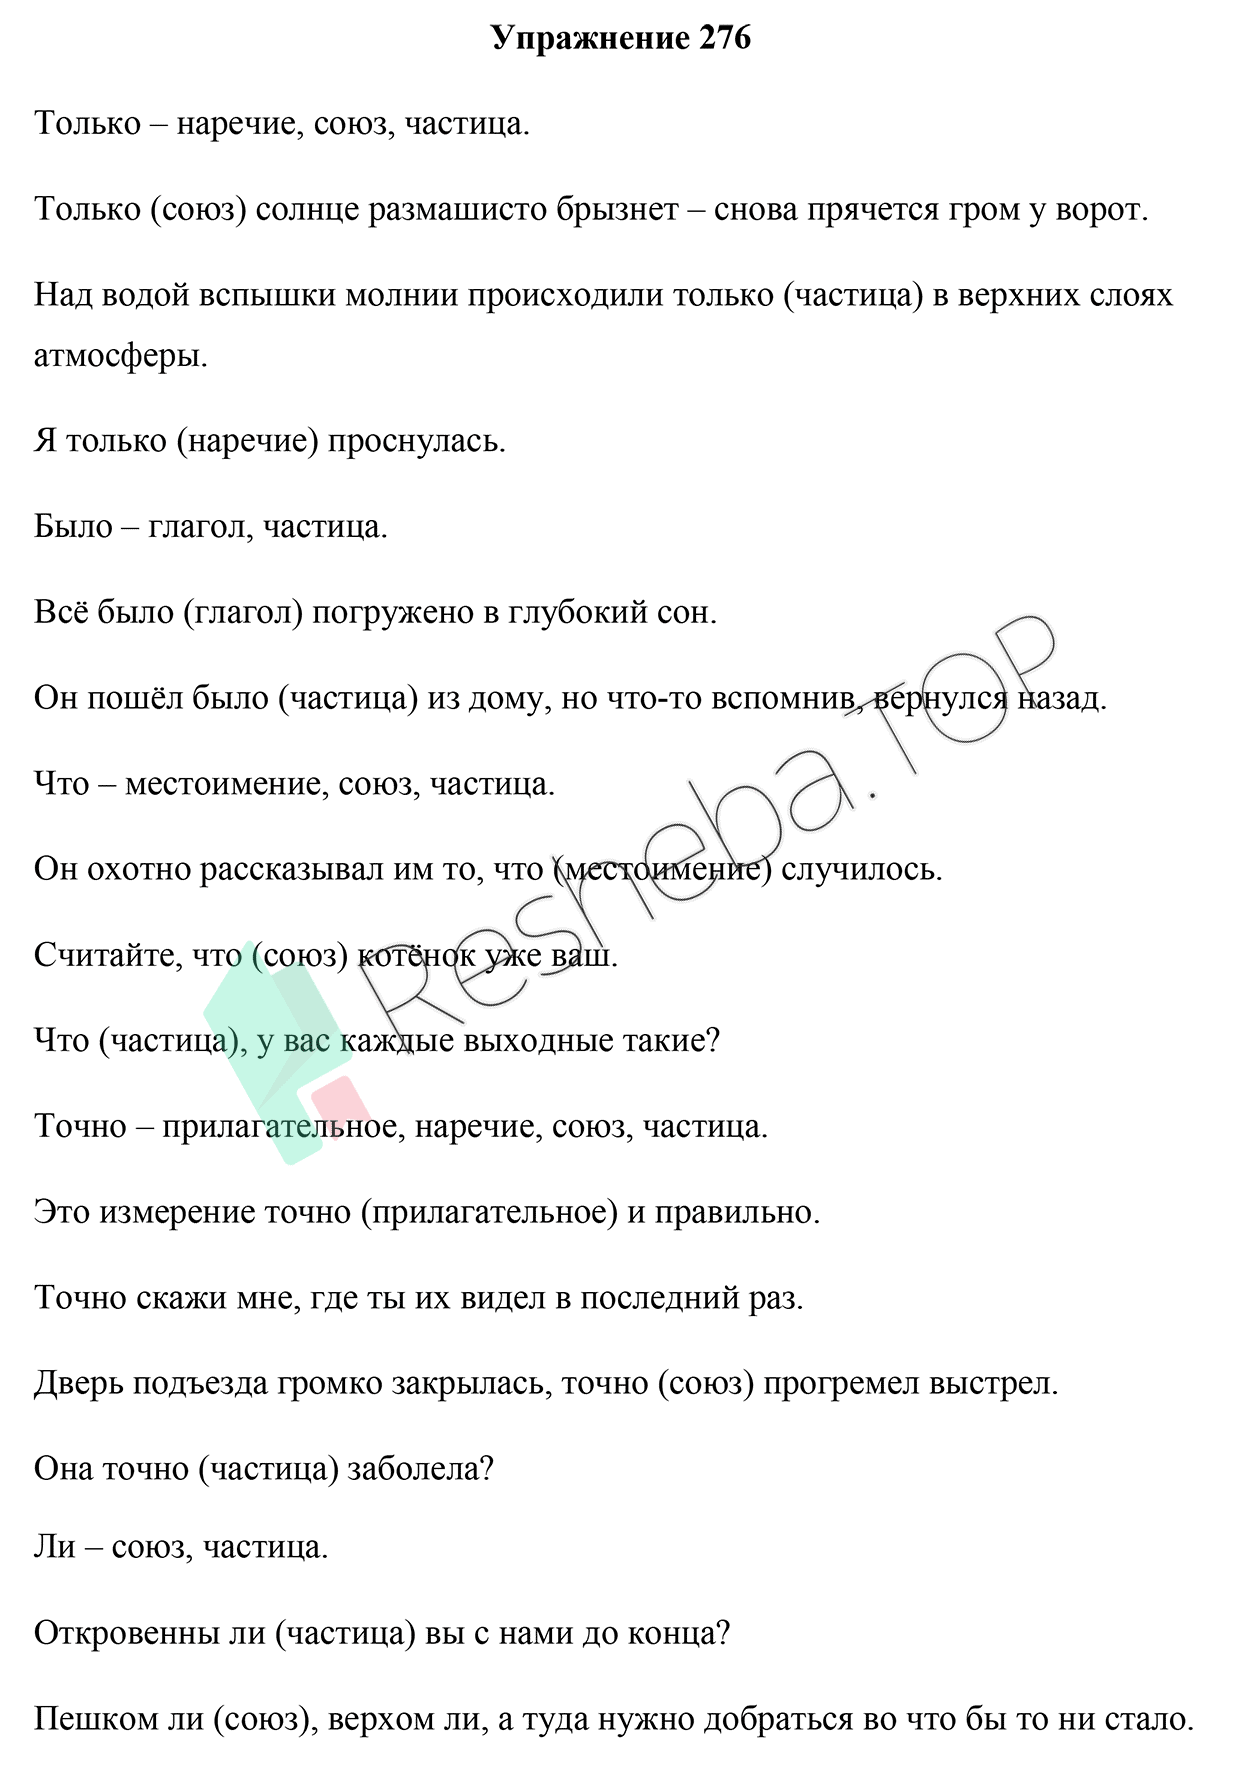 Упражнение 276
Только – наречие, союз, частица.
Только (союз) солнце размашисто брызнет – снова прячется гром у ворот.
Над водой вспышки молнии происходили только (частица) в верхних слоях
атмосферы.
Я только (наречие) проснулась.
Было – глагол, частица.
Всё было (глагол) погружено в глубокий сон.
Он пошёл было (частица) из дому, но что-то вспомнив, вернулся назад.
Что – местоимение, союз, частица.
Он охотно рассказывал им то, что (местоимение) случилось.
Считайте, что (союз) котёнок уже ваш.
Что (частица), у вас каждые выходные такие?
Точно – прилагательное, наречие, союз, частица.
Это измерение точно (прилагательное) и правильно.
Точно скажи мне, где ты их видел в последний раз.
Дверь подъезда громко закрылась, точно (союз) прогремел выстрел.
Она точно (частица) заболела?
Ли – союз, частица.
Откровенны ли (частица) вы с нами до конца?
Пешком ли (союз), верхом ли, а туда нужно добраться во что бы то ни стало.
Resheba.TOP